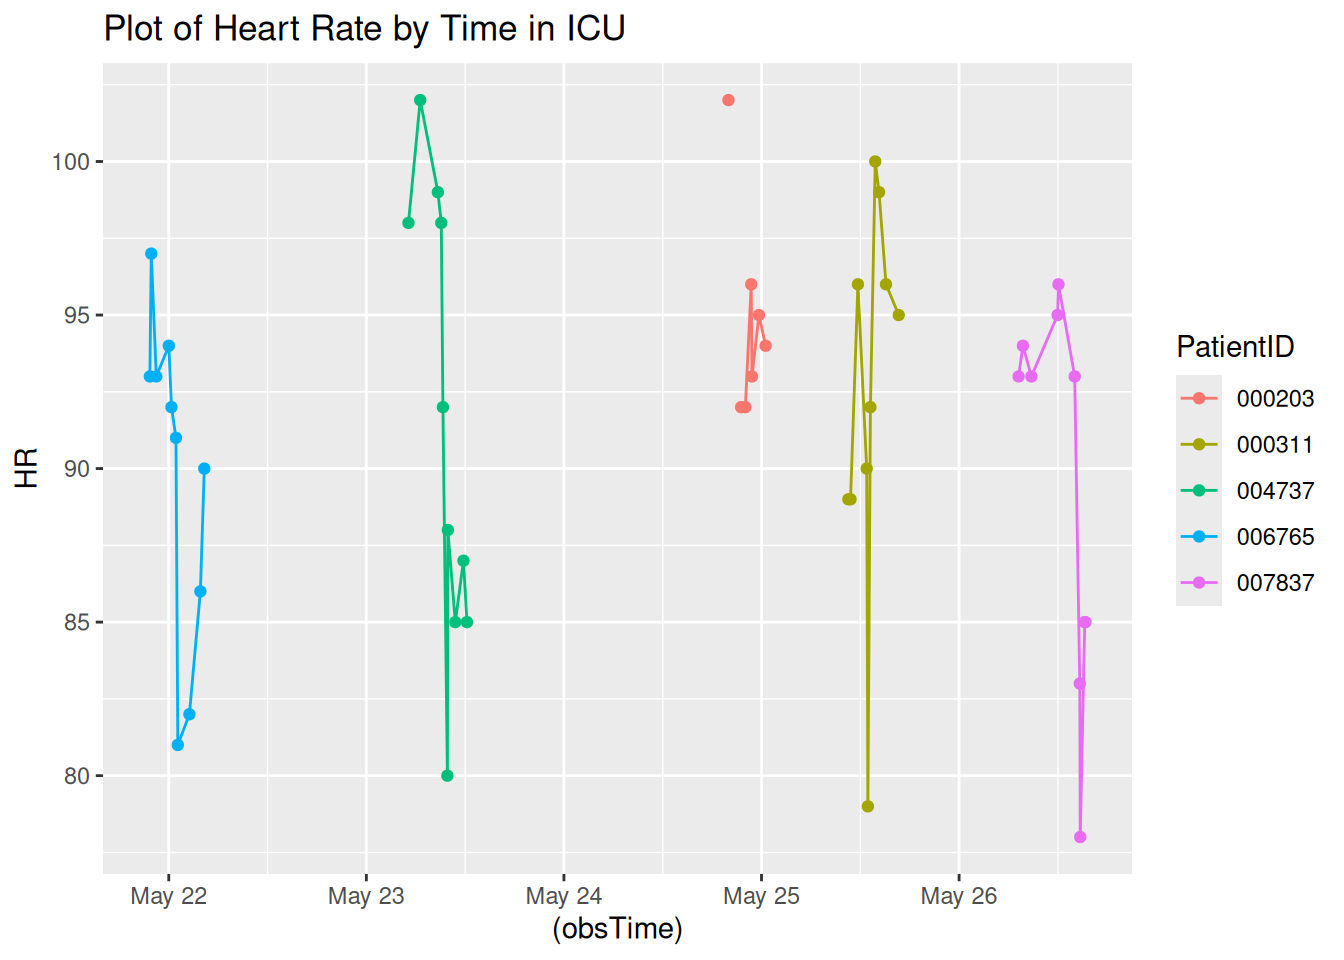 Plot of Heart Rate by Time in ICU
HR
100
95
90
85
80
May 22
May 23
May 24
May 25
May 26
(obsTime)
PatientID
000203
000311
004737
006765
007837